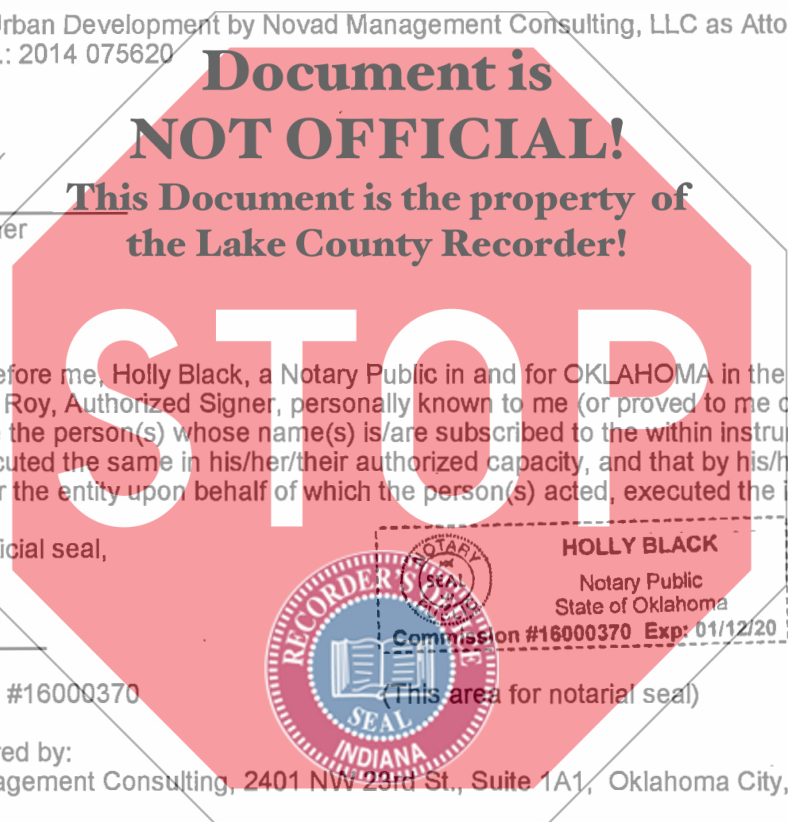 Urban Development by Novad Management Consulting, LLC as Atto
.: 2014 075620
Document is
NOT OFFICIAL!
This Document is the property of
the Lake County Recorder!
er
STOP
efore me, Holly Black, a Notary Public in and for OKLAHOMA in the
Roy, Authorized Signer, personally known to me (or proved to me o
the person(s) whose name(s) is/are subscribed to the within instru
cuted the same in his/her/their authorized capacity, and that by his/h
r the entity upon behalf of which the person(s) acted, executed the i
icial seal,
NOTARY
SEAL
PUBLIC
HOLLY BLACK
Notary Public
State of Oklahoma
Commission #16000370 Exp: 01/12/20
RECORDER'S OFFICE
SEAL
INDIANA
#16000370
(This area for notarial seal)
ed by:
agement Consulting, 2401 NW 23rd St., Suite 1A1, Oklahoma City,